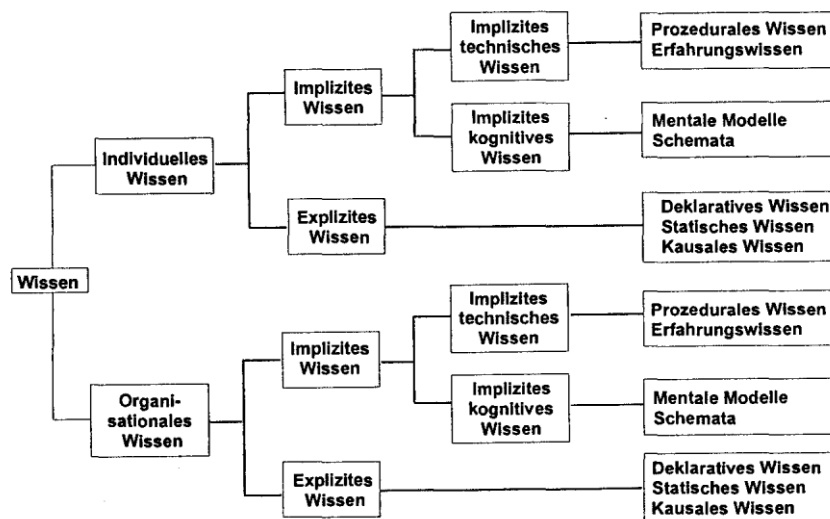 Wissen
Individuelles
Wissen
Implizites
Wissen
Implizites
technisches
Wissen
Prozedurales Wissen
Erfahrungswissen
Implizites
kognitives
Wissen
Mentale Modelle
Schemata
Explizites
Wissen
Deklaratives Wissen
Statisches Wissen
Kausales Wissen
Organi-
sationales
Wissen
Implizites
Wissen
Implizites
technisches
Wissen
Prozedurales Wissen
Erfahrungswissen
Implizites
kognitives
Wissen
Mentale Modelle
Schemata
Explizites
Wissen
Deklaratives Wissen
Statisches Wissen
Kausales Wissen